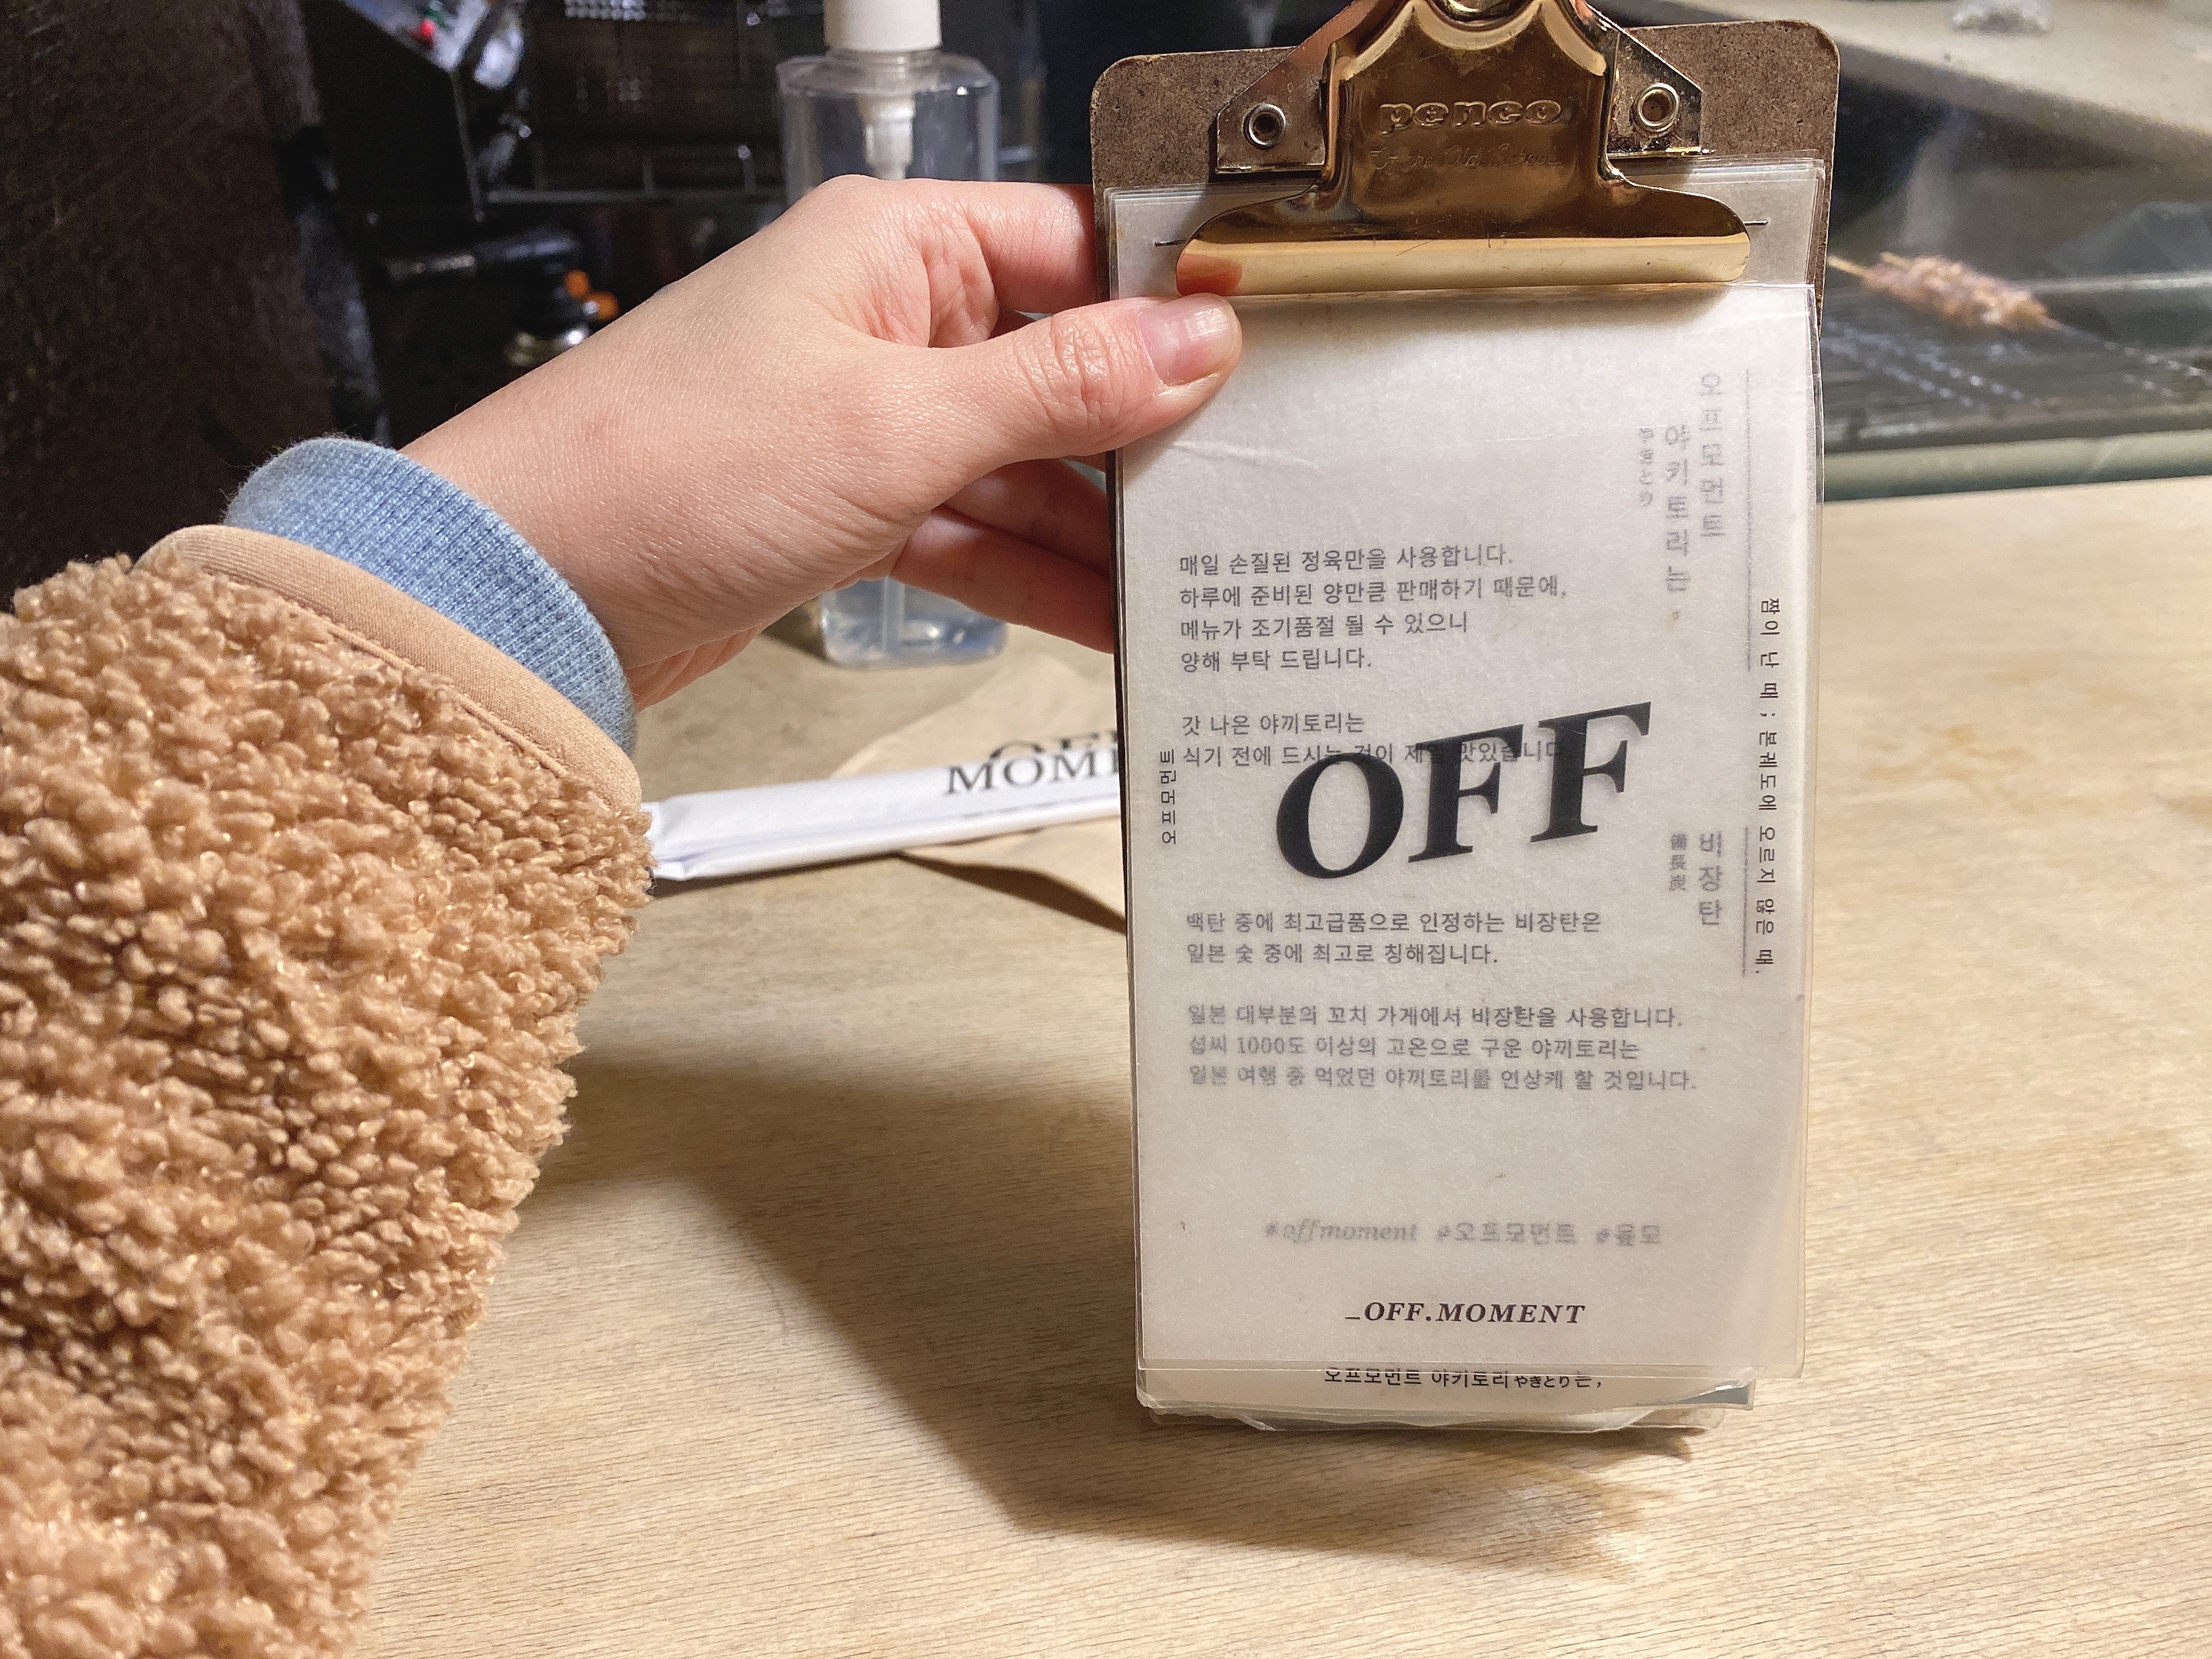 penco
오프모먼트
야키토리는
やきとり
매일 손질된 정육만을 사용합니다.
하루에 준비된 양만큼 판매하기 때문에,
메뉴가 조기품절 될 수 있으니
양해 부탁 드립니다.
갓 나온 야끼토리는
식기 전에 드시는 것이 제일 맛있습니다
오프모먼트
OFF
짬이 난 때 ; 본궤도에 오르지 않은 때.
비장탄
備長炭
백탄 중에 최고급품으로 인정하는 비장탄은
일본 숯 중에 최고로 칭해집니다.
일본 대부분의 꼬치 가게에서 비장탄을 사용합니다.
섭씨 1000도 이상의 고온으로 구운 야끼토리는
일본 여행 중 먹었던 야끼토리를 연상케 할 것입니다.
#offmoment #오프모먼트 #옾모
_OFF.MOMENT
오프모먼트 야키토리やきとり는,